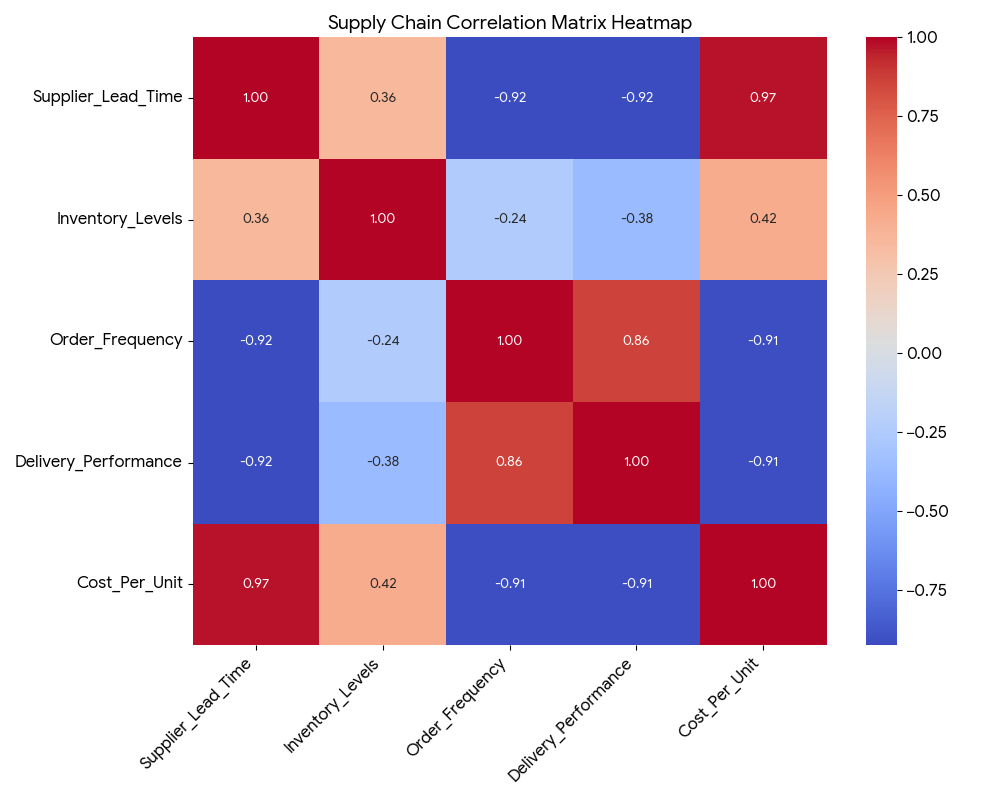 Supply Chain Correlation Matrix Heatmap
Supplier_Lead_Time 1.00 0.36 -0.92 -0.92 0.97
Inventory_Levels 0.36 1.00 -0.24 -0.38 0.42
Order_Frequency -0.92 -0.24 1.00 0.86 -0.91
Delivery_Performance -0.92 -0.38 0.86 1.00 -0.91
Cost_Per_Unit 0.97 0.42 -0.91 -0.91 1.00
Supplier_Lead_Time Inventory_Levels Order_Frequency Delivery_Performance Cost_Per_Unit
1.00
0.75
0.50
0.25
0.00
−0.25
−0.50
−0.75